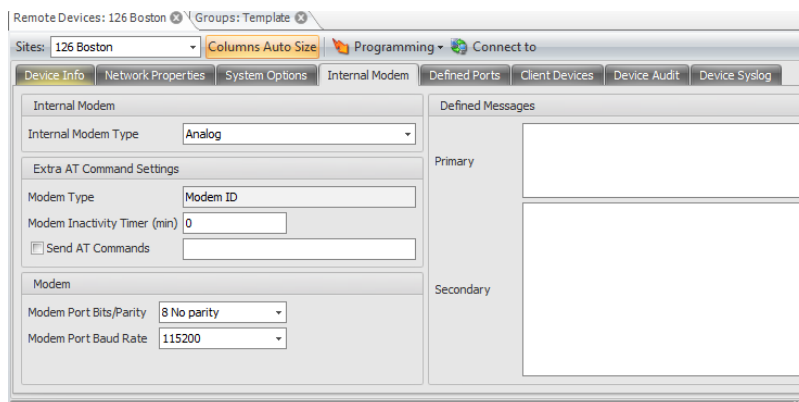 Remote Devices: 126 Boston Groups: Template
Sites: 126 Boston Columns Auto Size Programming Connect to
Device Info Network Properties System Options Internal Modem Defined Ports Client Devices Device Audit Device Syslog
Internal Modem
Internal Modem Type Analog
Extra AT Command Settings
Modem Type Modem ID
Modem Inactivity Timer (min) 0
Send AT Commands
Modem
Modem Port Bits/Parity 8 No parity
Modem Port Baud Rate 115200
Defined Messages
Primary
Secondary